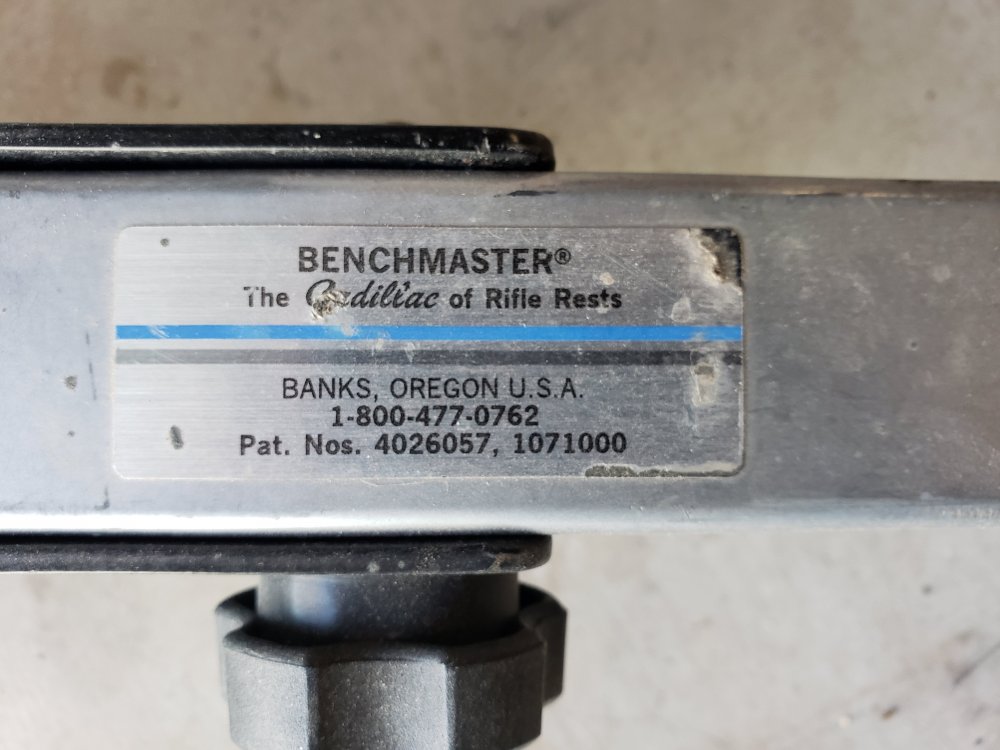 BENCHMASTER®
The Cadillac of Rifle Rests
BANKS, OREGON U.S.A.
1-800-477-0762
Pat. Nos. 4026057, 1071000